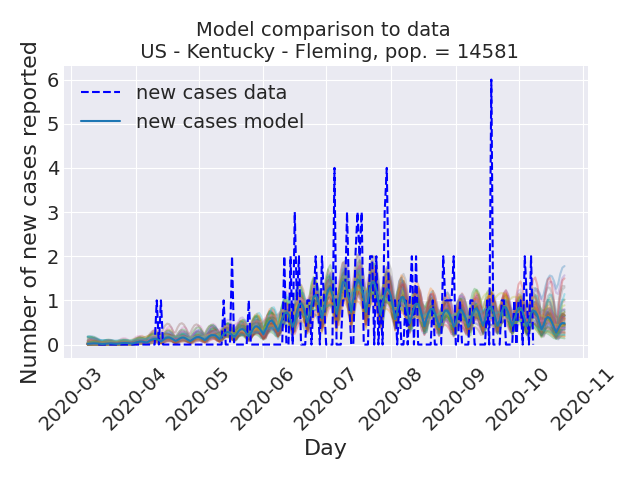 Model comparison to data
US - Kentucky - Fleming, pop. = 14581
Number of new cases reported
6
5
4
3
2
1
0
new cases data
new cases model
2020-03
2020-04
2020-05
2020-06
2020-07
2020-08
2020-09
2020-10
2020-11
Day